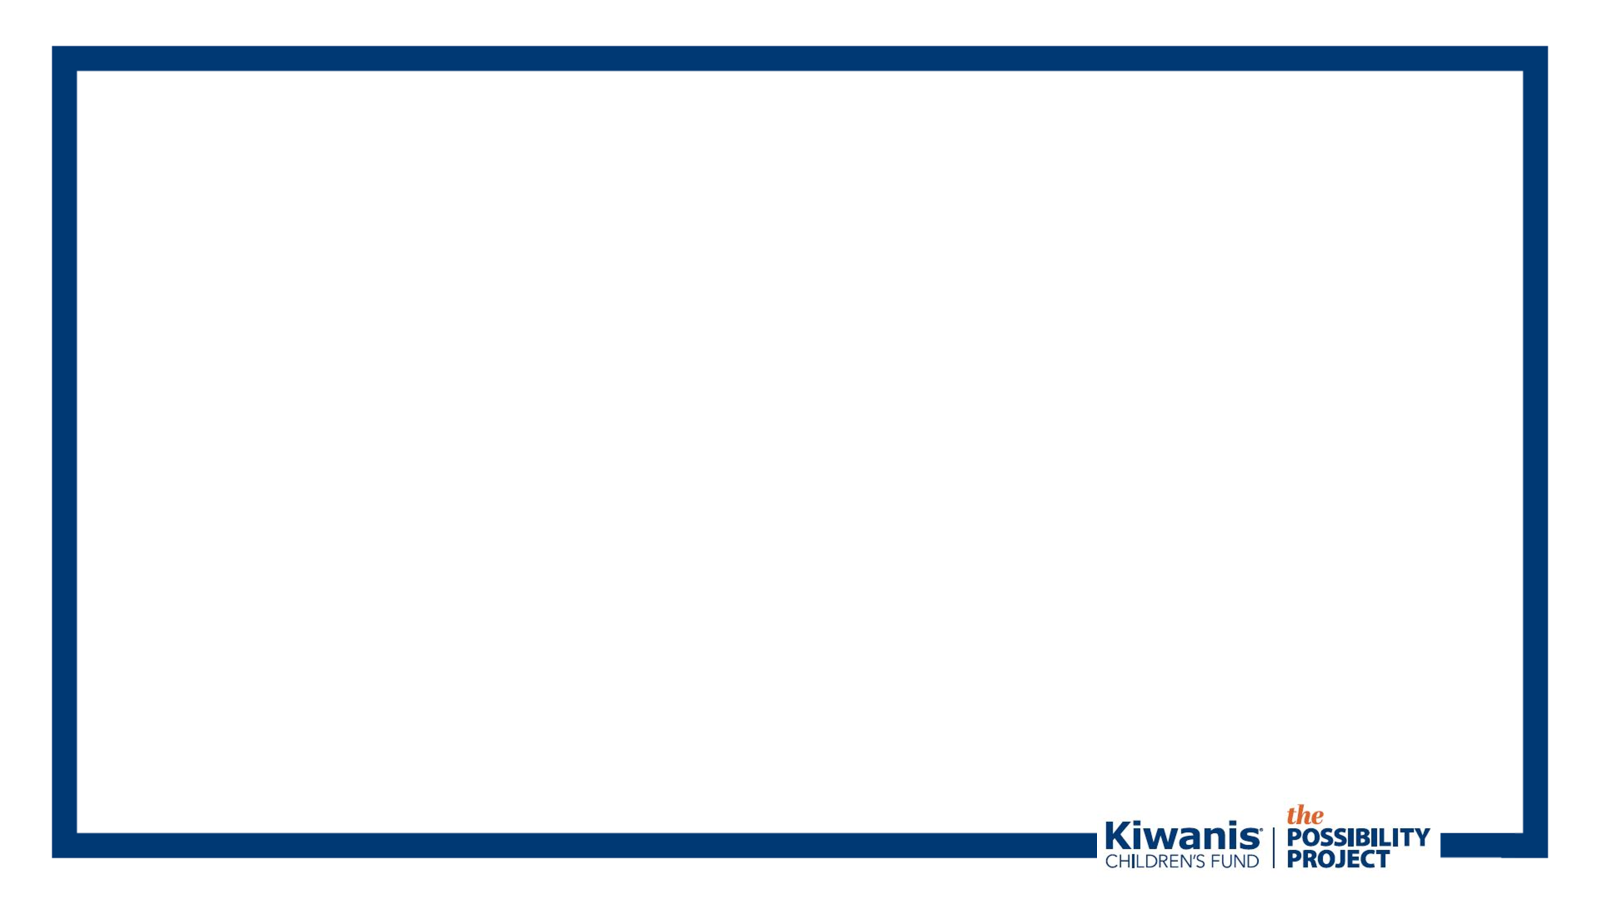 Kiwanis®
CHILDREN'S FUND
the
POSSIBILITY
PROJECT